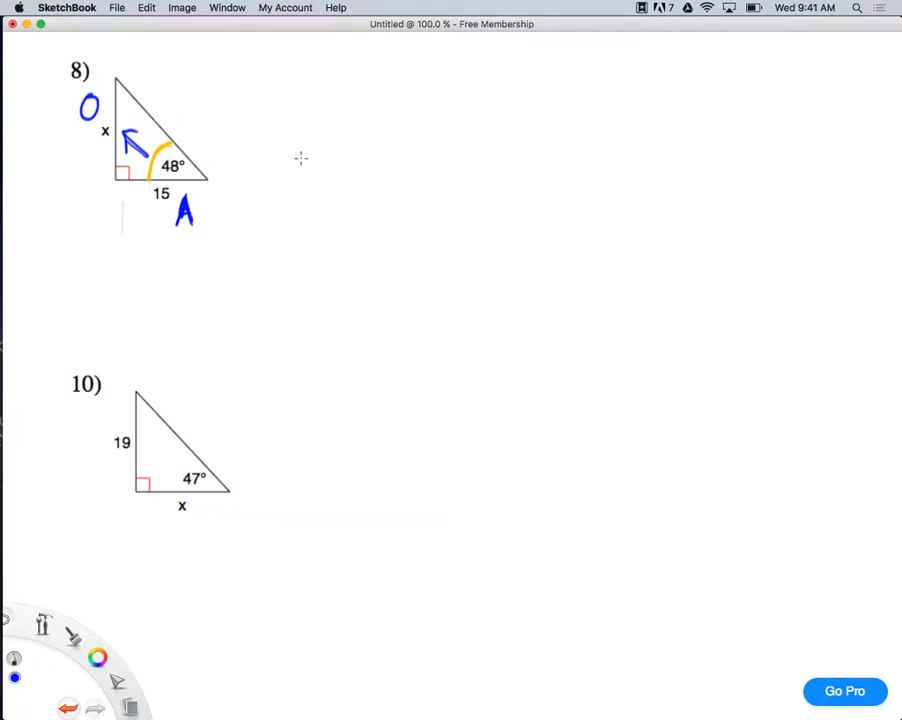 SketchBook File Edit Image Window My Account Help 7 Wed 9:41 AM
Untitled @ 100.0 % - Free Membership
8)
O
x
48°
15
A
10)
19
47°
x
Go Pro